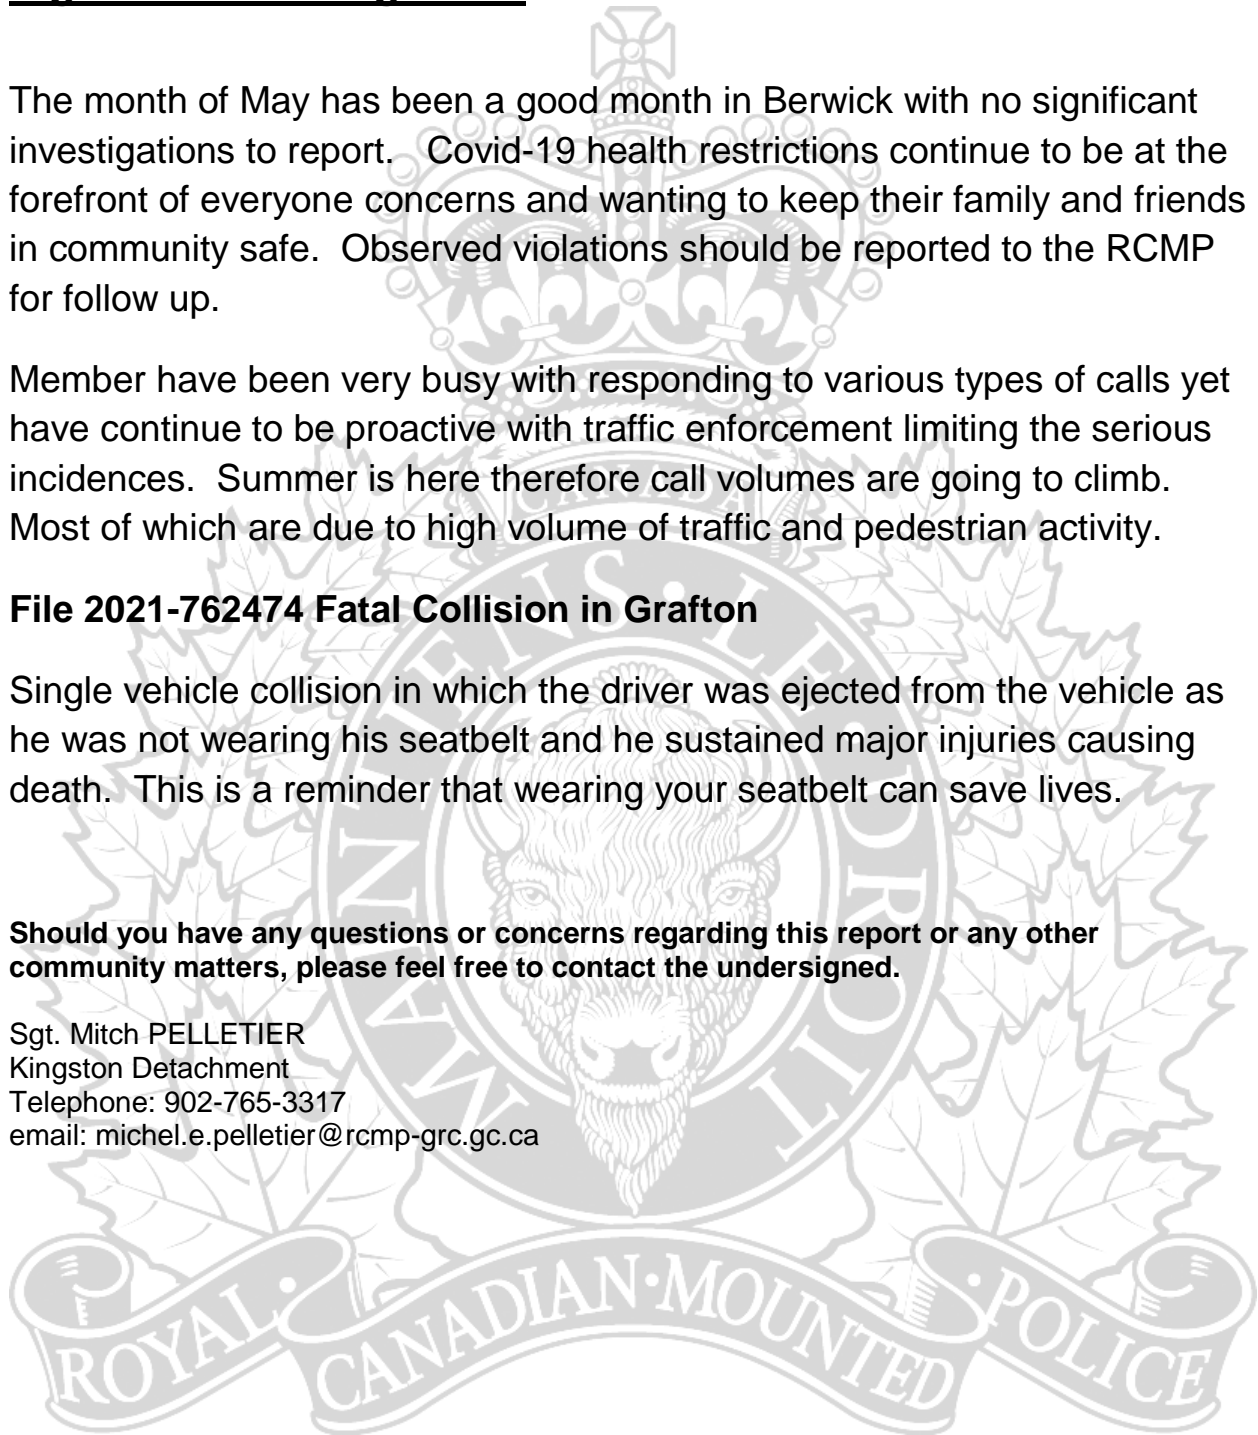 The month of May has been a good month in Berwick with no significant
investigations to report. Covid-19 health restrictions continue to be at the
forefront of everyone concerns and wanting to keep their family and friends
in community safe. Observed violations should be reported to the RCMP
for follow up.
Member have been very busy with responding to various types of calls yet
have continue to be proactive with traffic enforcement limiting the serious
incidences. Summer is here therefore call volumes are going to climb.
Most of which are due to high volume of traffic and pedestrian activity.
File 2021-762474 Fatal Collision in Grafton
Single vehicle collision in which the driver was ejected from the vehicle as
he was not wearing his seatbelt and he sustained major injuries causing
death. This is a reminder that wearing your seatbelt can save lives.
Should you have any questions or concerns regarding this report or any other
community matters, please feel free to contact the undersigned.
Sgt. Mitch PELLETIER
Kingston Detachment
Telephone: 902-765-3317
email: michel.e.pelletier@rcmp-grc.gc.ca
CANADA
MAINTIENS LE DROIT
ROYAL · CANADIAN · MOUNTED · POLICE